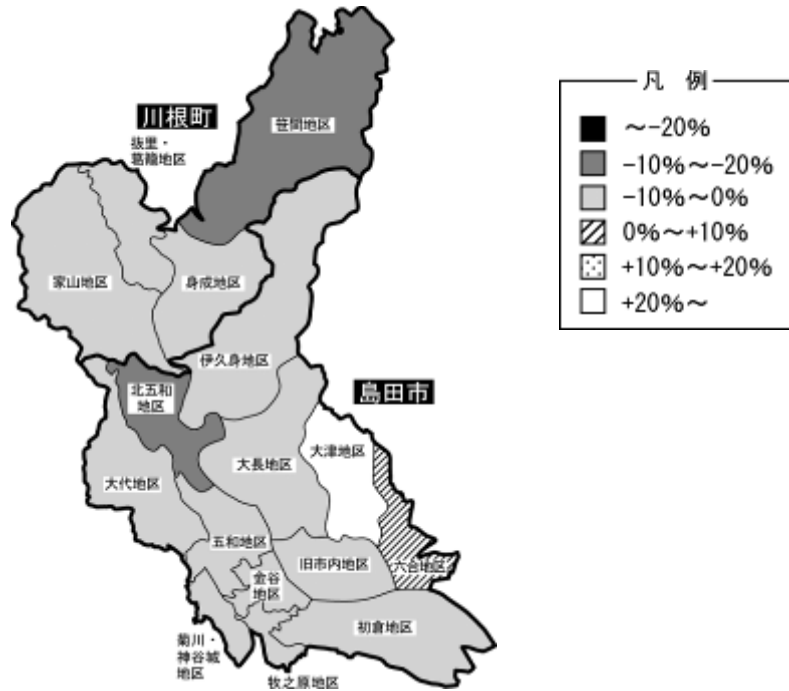 川根町
抜里・
葛籠地区
笹間地区
家山地区
身成地区
伊久身地区
北五和
地区
島田市
大津地区
大長地区
大代地区
五和地区
旧市内地区
六合地区
金谷
地区
初倉地区
菊川・
神谷城
地区
牧之原地区
凡 例
～-20%
-10%～-20%
-10%～0%
0%～+10%
+10%～+20%
+20%～